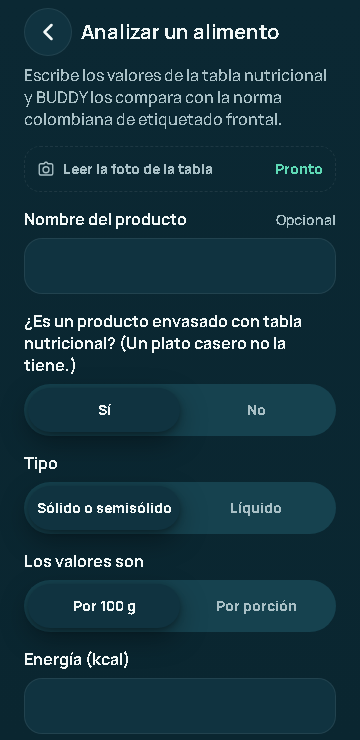 Analizar un alimento
Escribe los valores de la tabla nutricional
y BUDDY los compara con la norma
colombiana de etiquetado frontal.
Leer la foto de la tabla
Pronto
Nombre del producto
Opcional
¿Es un producto envasado con tabla
nutricional? (Un plato casero no la
tiene.)
Sí
No
Tipo
Sólido o semisólido
Líquido
Los valores son
Por 100 g
Por porción
Energía (kcal)